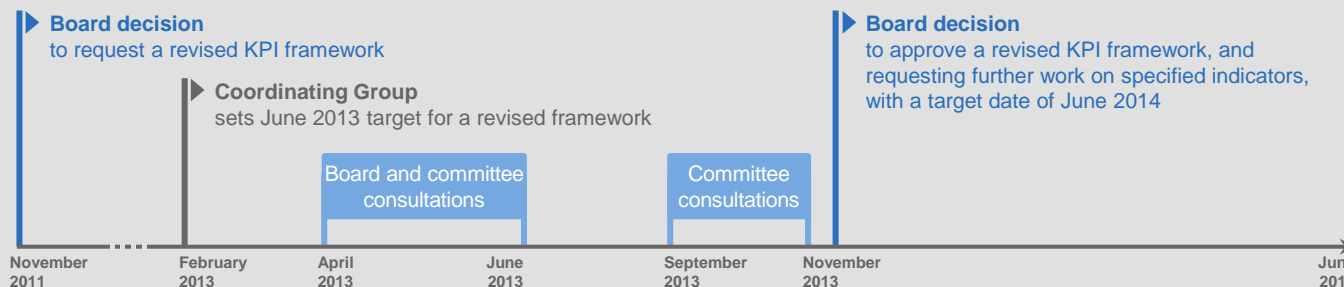 Board decision
to request a revised KPI framework
Board decision
to approve a revised KPI framework, and
requesting further work on specified indicators,
with a target date of June 2014
Coordinating Group
sets June 2013 target for a revised framework
Board and committee
consultations
Committee
consultations
November
2011
February
2013
April
2013
June
2013
September
2013
November
2013